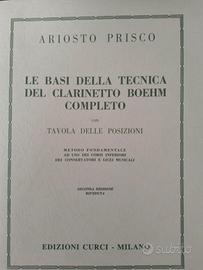 ARIOSTO PRISCO
LE BASI DELLA TECNICA
DEL CLARINETTO BOEHM
COMPLETO
CON
TAVOLA DELLE POSIZIONI
METODO FONDAMENTALE
AD USO DEI CORSI INFERIORI
DEI CONSERVATORI E LICEI MUSICALI
SECONDA EDIZIONE
RIVEDUTA
EDIZIONI CURCI - MILANO
subito